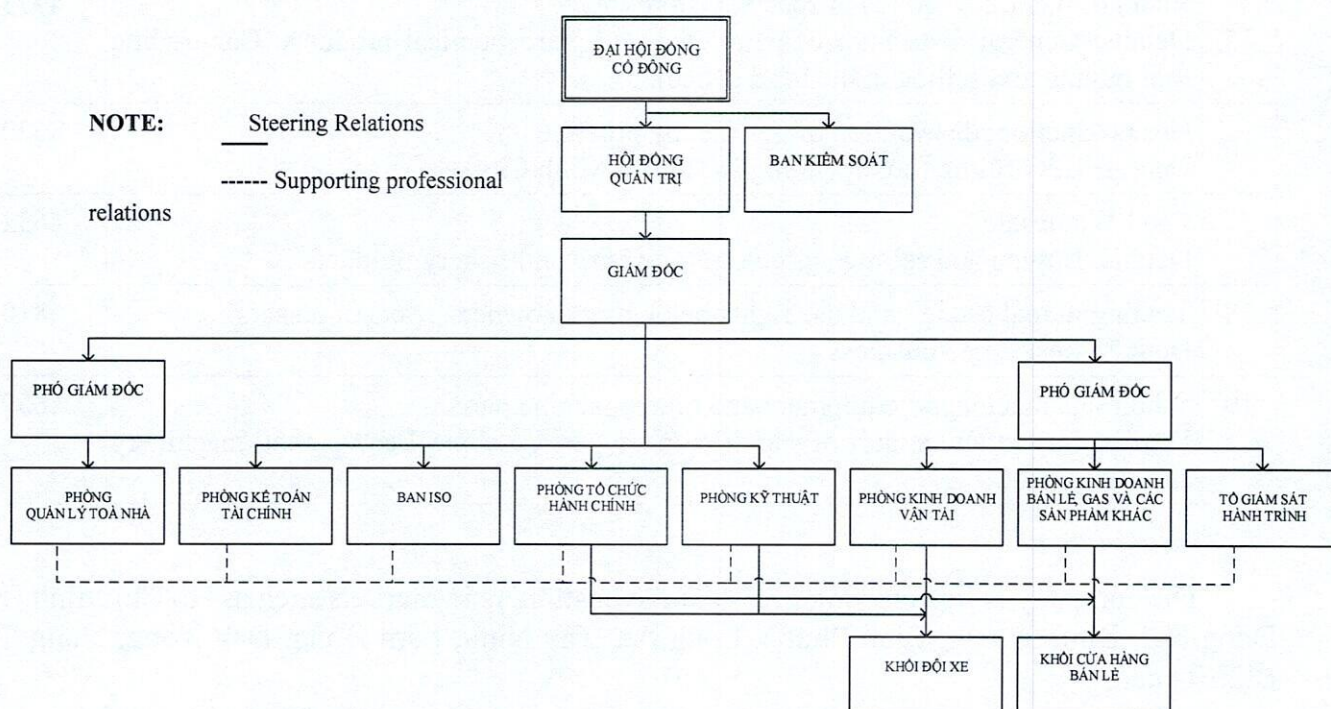 ĐẠI HỘI ĐỒNG
CỔ ĐÔNG
NOTE: Steering Relations
HỘI ĐỒNG
QUẢN TRỊ
BAN KIỂM SOÁT
Supporting professional
relations
GIÁM ĐỐC
PHÓ GIÁM ĐỐC
PHÓ GIÁM ĐỐC
PHÒNG
QUẢN LÝ TOÀ NHÀ
PHÒNG KẾ TOÁN
TÀI CHÍNH
BAN ISO
PHÒNG TỔ CHỨC
HÀNH CHÍNH
PHÒNG KỸ THUẬT
PHÒNG KINH DOANH
VẬN TẢI
PHÒNG KINH DOANH
BÁN LẺ, GAS VÀ CÁC
SẢN PHẨM KHÁC
TỔ GIÁM SÁT
HÀNH TRÌNH
KHỐI ĐỘI XE
KHỐI CỬA HÀNG
BÁN LẺ